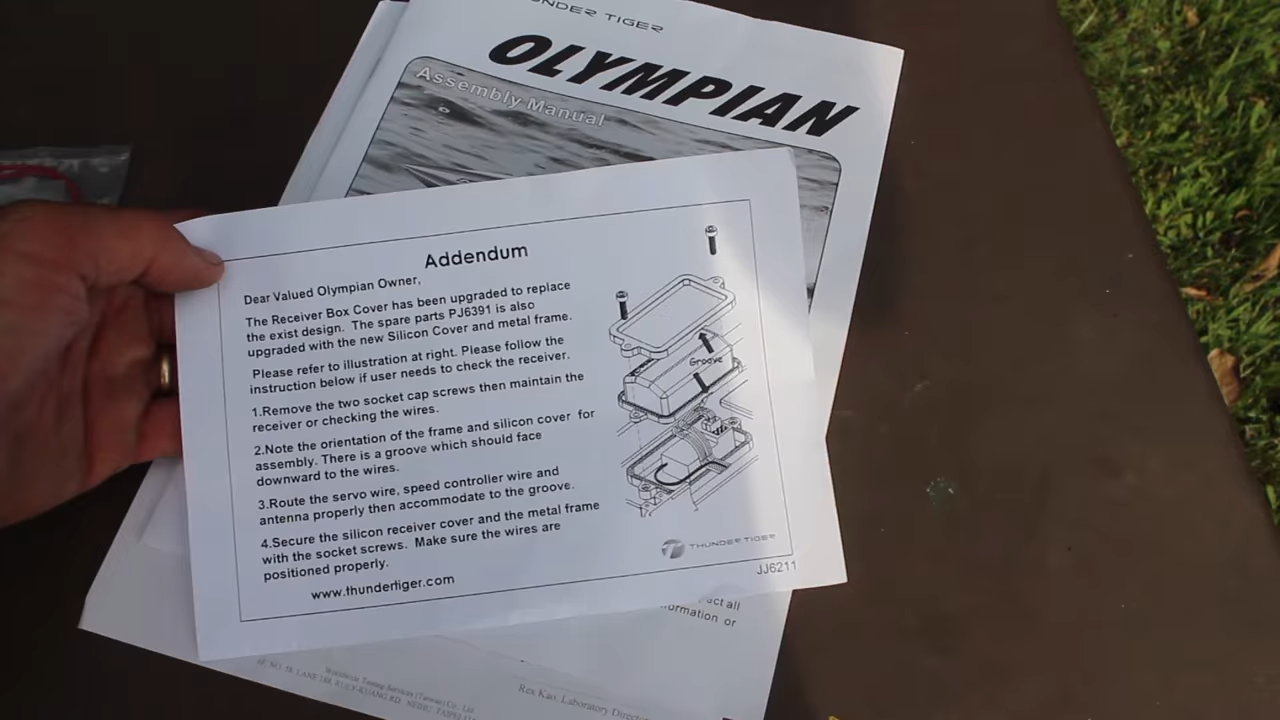 THUNDER TIGER
OLYMPIAN
Assembly Manual
Addendum
Dear Valued Olympian Owner,
The Receiver Box Cover has been upgraded to replace
the exist design. The spare parts PJ6391 is also
upgraded with the new Silicon Cover and metal frame.
Please refer to illustration at right. Please follow the
instruction below if user needs to check the receiver.
1.Remove the two socket cap screws then maintain the
receiver or checking the wires.
2.Note the orientation of the frame and silicon cover for
assembly. There is a groove which should face
downward to the wires.
3.Route the servo wire, speed controller wire and
antenna properly then accommodate to the groove.
4.Secure the silicon receiver cover and the metal frame
with the socket screws. Make sure the wires are
positioned properly.
www.thundertiger.com
Groove
THUNDER TIGER
JJ6211
all
or
Worldwide Testing Services (Taiwan) Co., Ltd.
Rex Kao, Laboratory